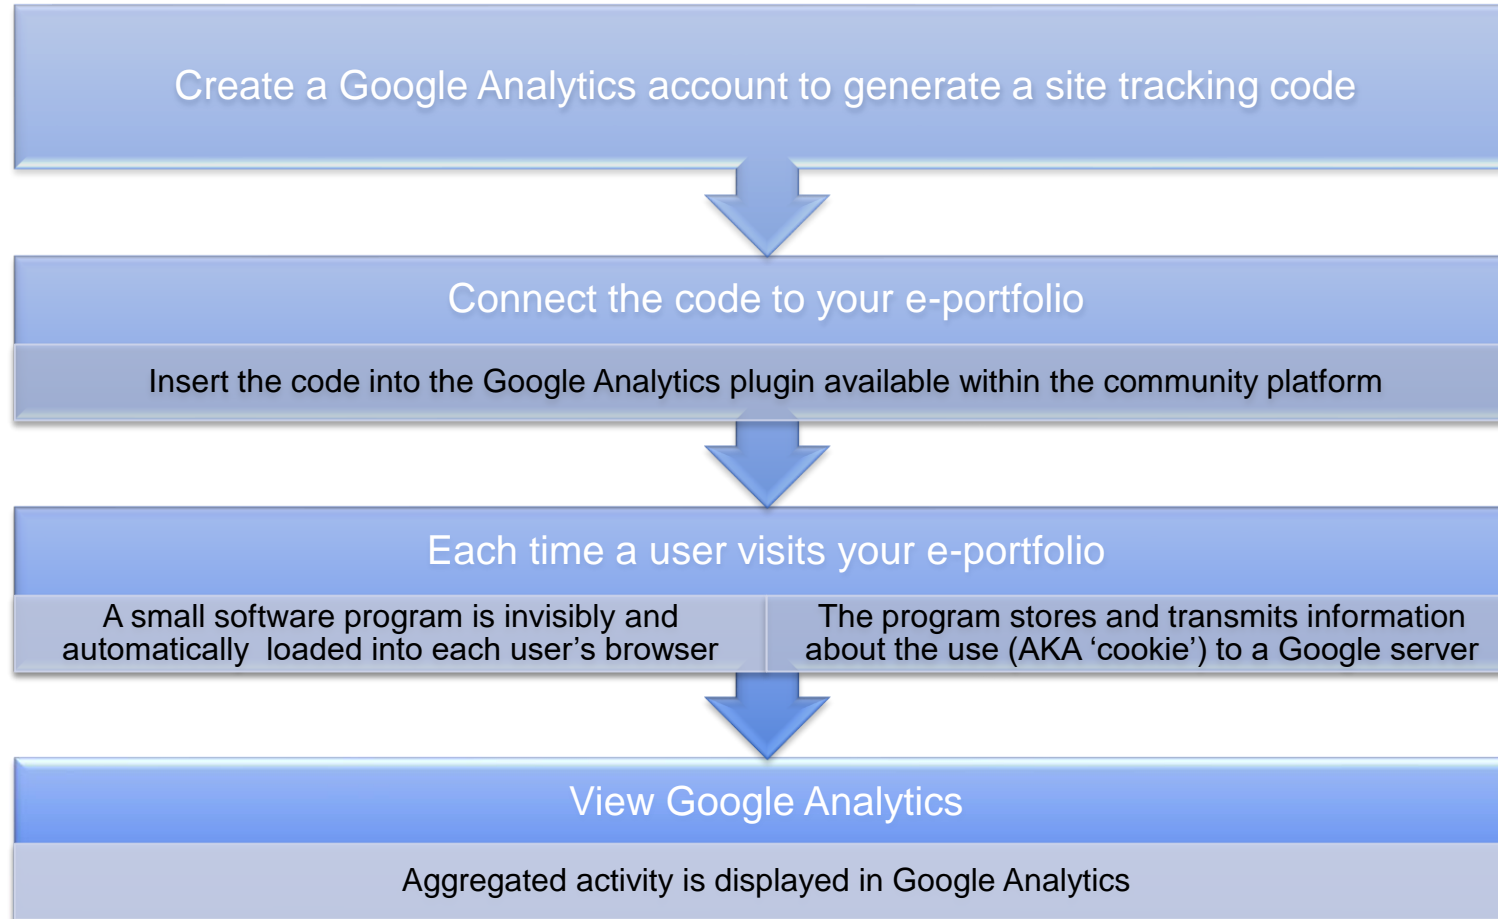 Create a Google Analytics account to generate a site tracking code
Connect the code to your e-portfolio
Insert the code into the Google Analytics plugin available within the community platform
Each time a user visits your e-portfolio
A small software program is invisibly and
automatically  loaded into each user’s browser
The program stores and transmits information
about the use (AKA ‘cookie’) to a Google server
View Google Analytics
Aggregated activity is displayed in Google Analytics